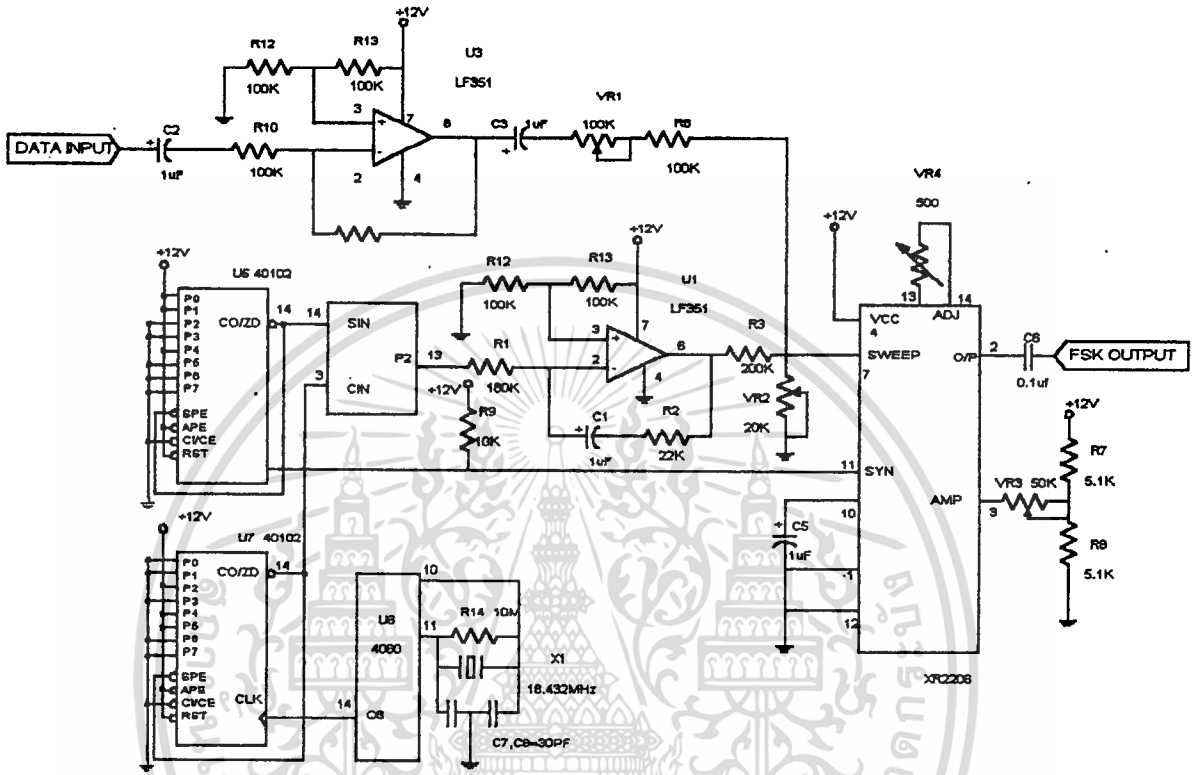 +12V
R12
R13
U3
100K
100K
LF351
VR1
3
7
6
C3
1uF
100K
R6
DATA INPUT
C2
R10
+
-
+
100K
1uF
100K
2
4
VR4
500
+12V
+12V
+12V
U5 40102
R12
R13
U1
P0
P1
P2
P3
P4
P5
P6
P7
CO/ZD
14
14
SIN
100K
100K
LF351
13
14
VCC
ADJ
4
3
7
6
R3
SWEEP
O/P
2
C6
FSK OUTPUT
P2
13
R1
2
200K
7
0.1uf
3
CIN
180K
4
VR2
+12V
+12V
SPE
APE
CI/CE
RST
R9
C1
R2
20K
R7
10K
1uF
22K
11
SYN
5.1K
VR3
50K
10
AMP
3
+12V
C5
R8
U7 40102
1uF
5.1K
P0
P1
P2
P3
P4
P5
P6
P7
CO/ZD
14
10
1
U6
R14
10M
12
4060
11
SPE
APE
CI/CE
RST
CLK
X1
XR2206
14
18.432MHz
C7,C8=30PF